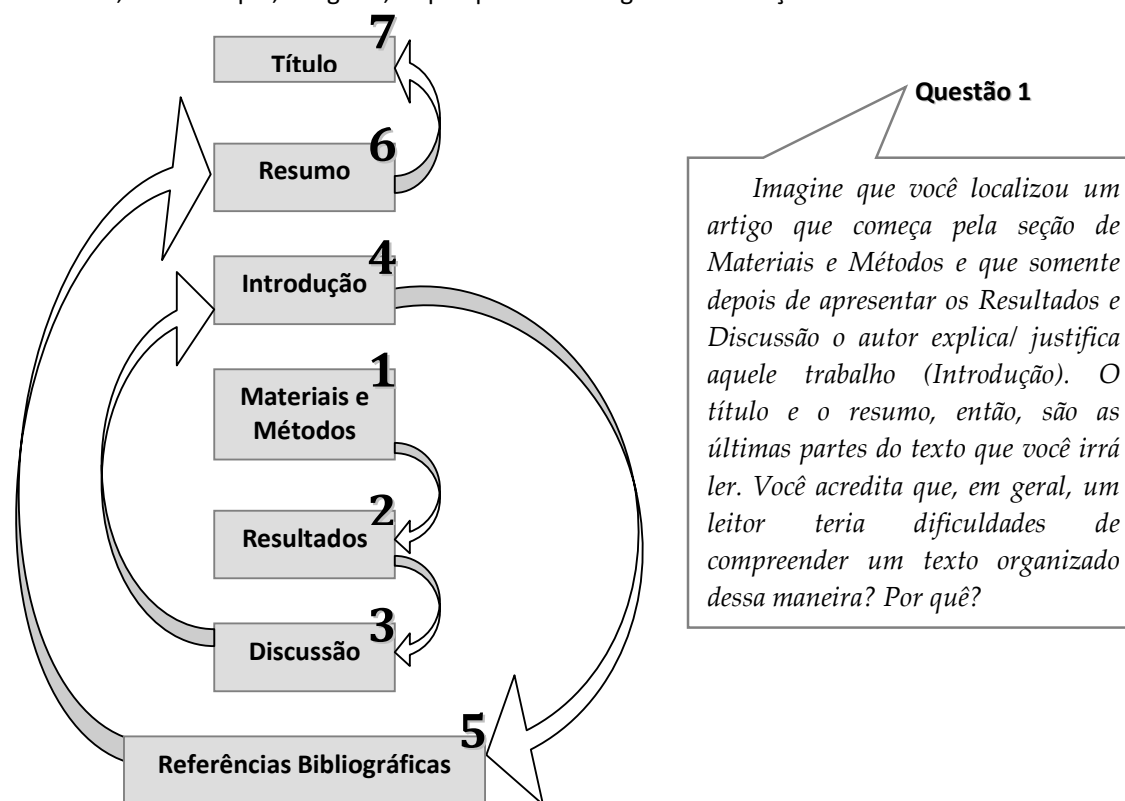 7
Título
6
Resumo
4
Introdução
1
Materiais e
Métodos
2
Resultados
3
Discussão
5
Referências Bibliográficas
Questão 1
Imagine que você localizou um
artigo que começa pela seção de
Materiais e Métodos e que somente
depois de apresentar os Resultados e
Discussão o autor explica/ justifica
aquele trabalho (Introdução). O
título e o resumo, então, são as
últimas partes do texto que você irrá
ler. Você acredita que, em geral, um
leitor teria dificuldades de
compreender um texto organizado
dessa maneira? Por quê?